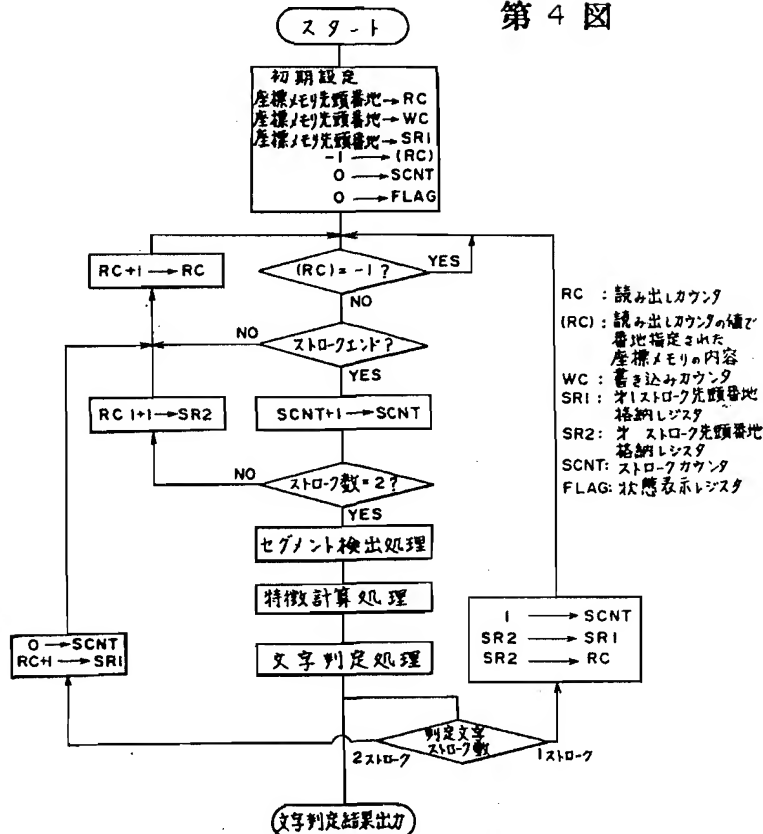 第 4 図
スタート
初期設定
座標メモリ先頭番地→RC
座標メモリ先頭番地→WC
座標メモリ先頭番地→SR1
-1→(RC)
0→SCNT
0→FLAG
RC+1→RC
(RC)=-1?
YES
NO
ストロークエンド?
NO
YES
RC 1+1→SR2
SCNT+1→SCNT
ストローク数=2?
NO
YES
セグメント検出処理
特徴計算処理
文字判定処理
0→SCNT
RC+1→SR1
1→SCNT
SR2→SR1
SR2→RC
判定文字
ストローク数
2ストローク
1ストローク
文字判定結果出力
RC:読み出しカウンタ
(RC):読み出しカウンタの値で
番地指定された
座標メモリの内容
WC:書き込みカウンタ
SR1:オ1ストローク先頭番地
格納レジスタ
SR2:オ ストローク先頭番地
格納レジスタ
SCNT:ストロークカウンタ
FLAG:状態表示レジスタ